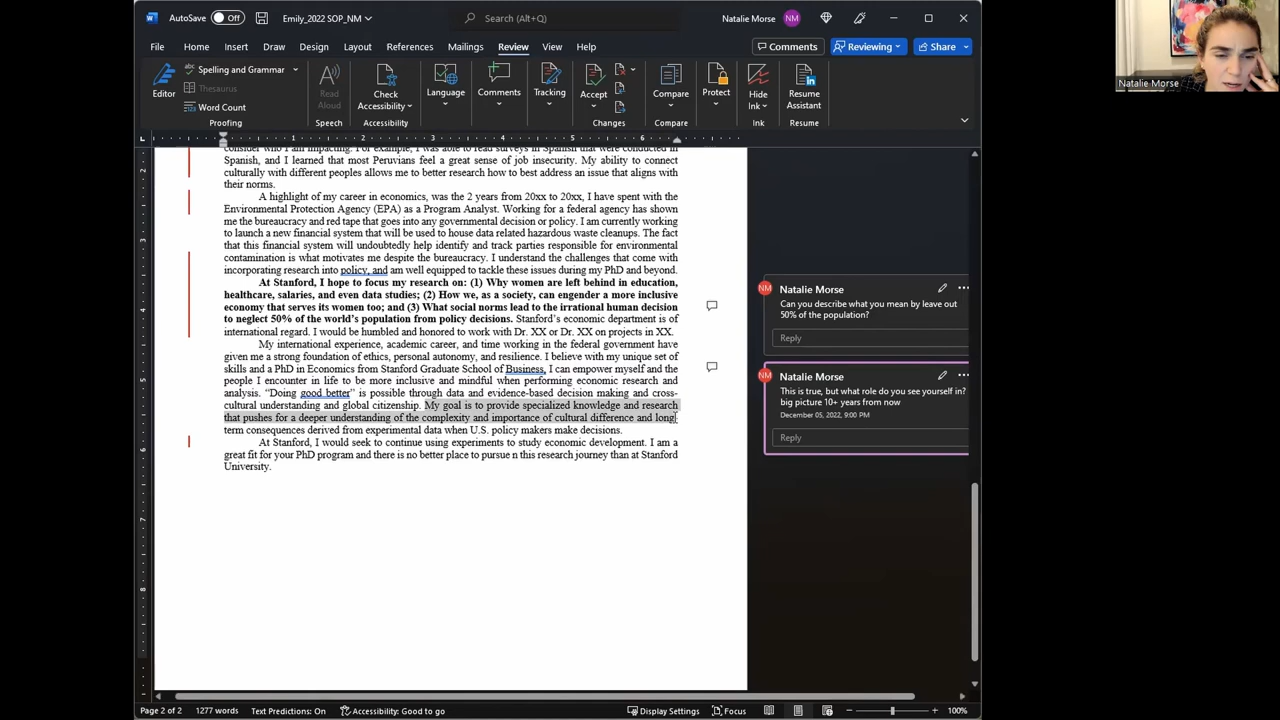 AutoSave Off Emily_2022 SOP_NM Search (Alt+Q) Natalie Morse NM
Natalie Morse
File Home Insert Draw Design Layout References Mailings Review View Help Comments Reviewing Share
Editor
Spelling and Grammar
Thesaurus
Word Count
Proofing
Read Aloud
Speech
Check Accessibility
Accessibility
Language
Comments
Tracking
Accept
Changes
Compare
Compare
Protect
Hide Ink
Ink
Resume Assistant
Resume
consider who I am impacting. For example, I was able to read surveys in Spanish that were conducted in
Spanish, and I learned that most Peruvians feel a great sense of job insecurity. My ability to connect
culturally with different peoples allows me to better research how to best address an issue that aligns with
their norms.
A highlight of my career in economics, was the 2 years from 20xx to 20xx, I have spent with the
Environmental Protection Agency (EPA) as a Program Analyst. Working for a federal agency has shown
me the bureaucracy and red tape that goes into any governmental decision or policy. I am currently working
to launch a new financial system that will be used to house data related hazardous waste cleanups. The fact
that this financial system will undoubtedly help identify and track parties responsible for environmental
contamination is what motivates me despite the bureaucracy. I understand the challenges that come with
incorporating research into policy, and am well equipped to tackle these issues during my PhD and beyond.
At Stanford, I hope to focus my research on: (1) Why women are left behind in education,
healthcare, salaries, and even data studies; (2) How we, as a society, can engender a more inclusive
economy that serves its women too; and (3) What social norms lead to the irrational human decision
to neglect 50% of the world's population from policy decisions. Stanford's economic department is of
international regard. I would be humbled and honored to work with Dr. XX or Dr. XX on projects in XX.
My international experience, academic career, and time working in the federal government have
given me a strong foundation of ethics, personal autonomy, and resilience. I believe with my unique set of
skills and a PhD in Economics from Stanford Graduate School of Business, I can empower myself and the
people I encounter in life to be more inclusive and mindful when performing economic research and
analysis. “Doing good better” is possible through data and evidence-based decision making and cross-
cultural understanding and global citizenship. My goal is to provide specialized knowledge and research
that pushes for a deeper understanding of the complexity and importance of cultural difference and long
term consequences derived from experimental data when U.S. policy makers make decisions.
At Stanford, I would seek to continue using experiments to study economic development. I am a
great fit for your PhD program and there is no better place to pursue n this research journey than at Stanford
University.
NM Natalie Morse
Can you describe what you mean by leave out
50% of the population?
Reply
NM Natalie Morse
This is true, but what role do you see yourself in?
big picture 10+ years from now
December 05, 2022, 9:00 PM
Reply
Page 2 of 2 1277 words Text Predictions: On Accessibility: Good to go Display Settings Focus 100%